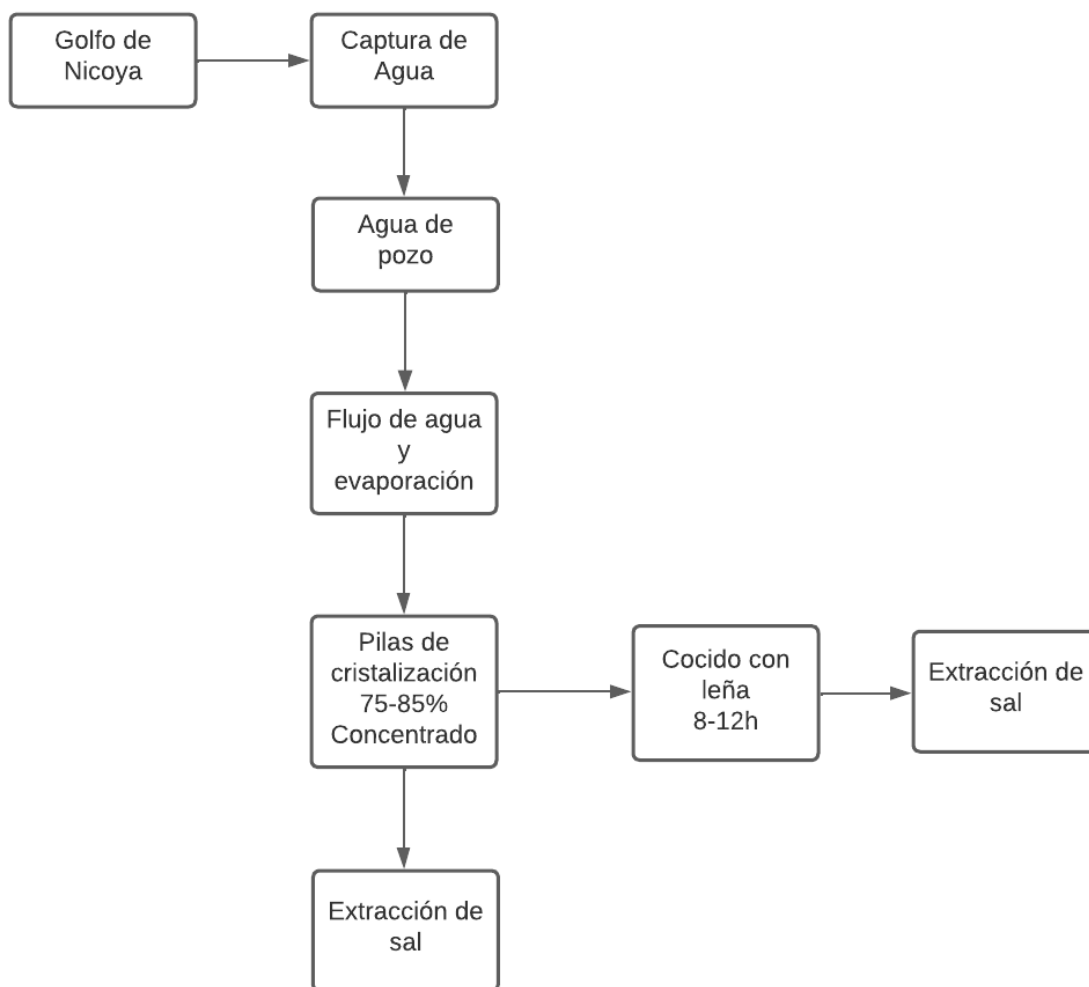 Golfo de
Nicoya
Captura de
Agua
Agua de
pozo
Flujo de agua
y
evaporación
Pilas de
cristalización
75-85%
Concentrado
Cocido con
leña
8-12h
Extracción de
sal
Extracción de
sal